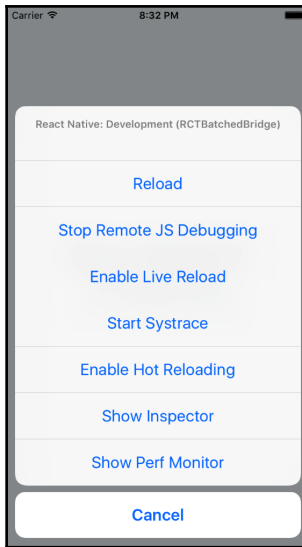 Carrier 8:32 PM
React Native: Development (RCTBatchedBridge)
Reload
Stop Remote JS Debugging
Enable Live Reload
Start Systrace
Enable Hot Reloading
Show Inspector
Show Perf Monitor
Cancel